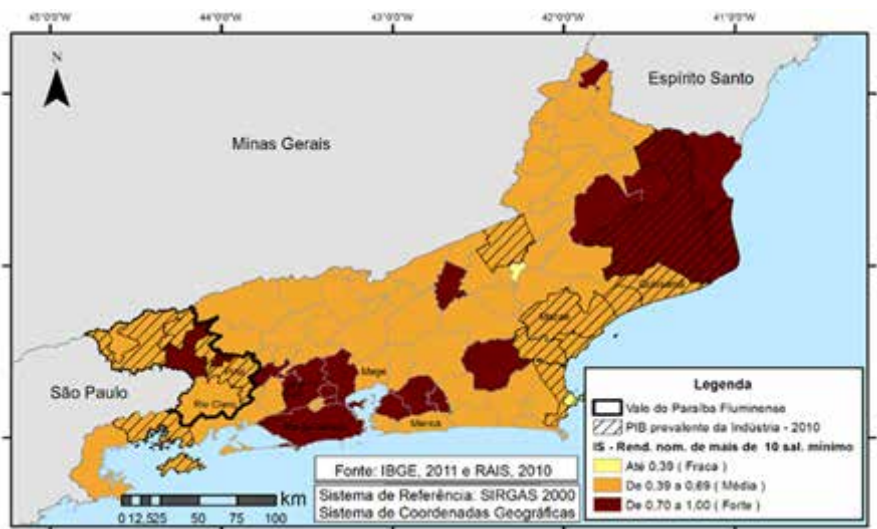 45°0'0"W 44°0'0"W 43°0'0"W 42°0'0"W 41°0'0"W
N
Espírito Santo
Minas Gerais
Quissamã
Macaé
Piraí
Magé
São Paulo
Rio Claro
Maricá
Legenda
Vale do Paraíba Fluminense
PIB prevalente da Indústria - 2010
IS - Rend. nom. de mais de 10 sal. mínimo
Até 0,39 ( Fraca )
De 0,39 a 0,69 ( Média )
De 0,70 a 1,00 ( Forte )
Fonte: IBGE, 2011 e RAIS, 2010
Sistema de Referência: SIRGAS 2000
Sistema de Coordenadas Geográficas
km
0 12,5 25 50 75 100